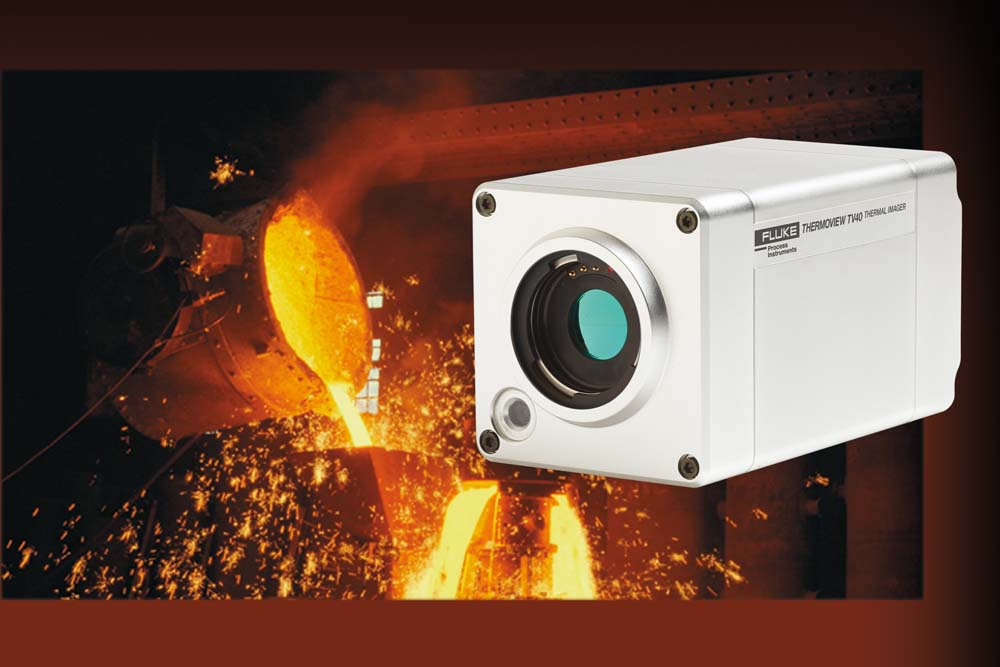 FLUKE
Process
Instruments
THERMOVIEW TV40 THERMAL IMAGER